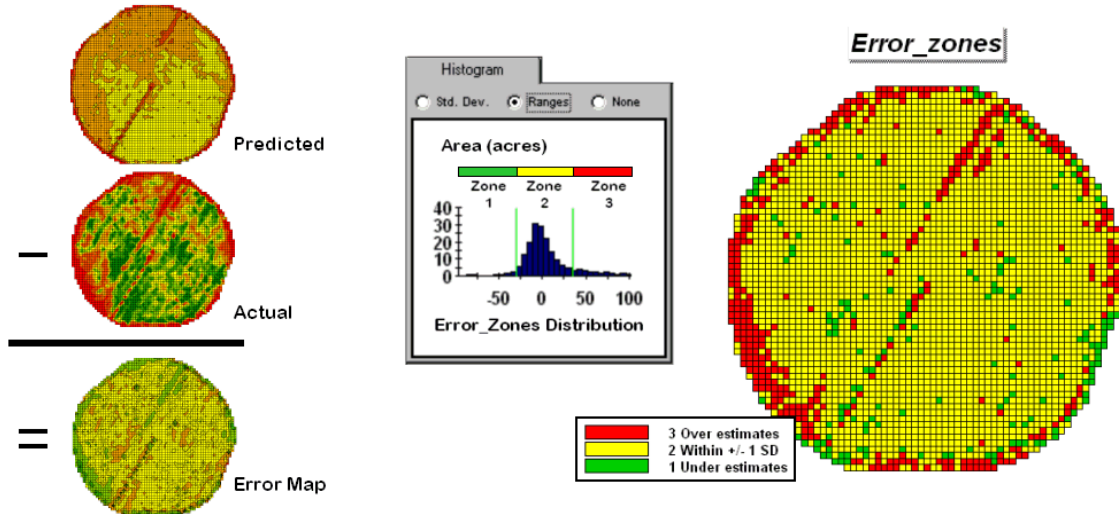 Predicted
−
Actual
=
Error Map
Histogram
Std. Dev.
Ranges
None
Area (acres)
Zone 1
Zone 2
Zone 3
40
30
20
10
0
-50 0 50 100
Error_Zones Distribution
Error_zones
3 Over estimates
2 Within +/- 1 SD
1 Under estimates